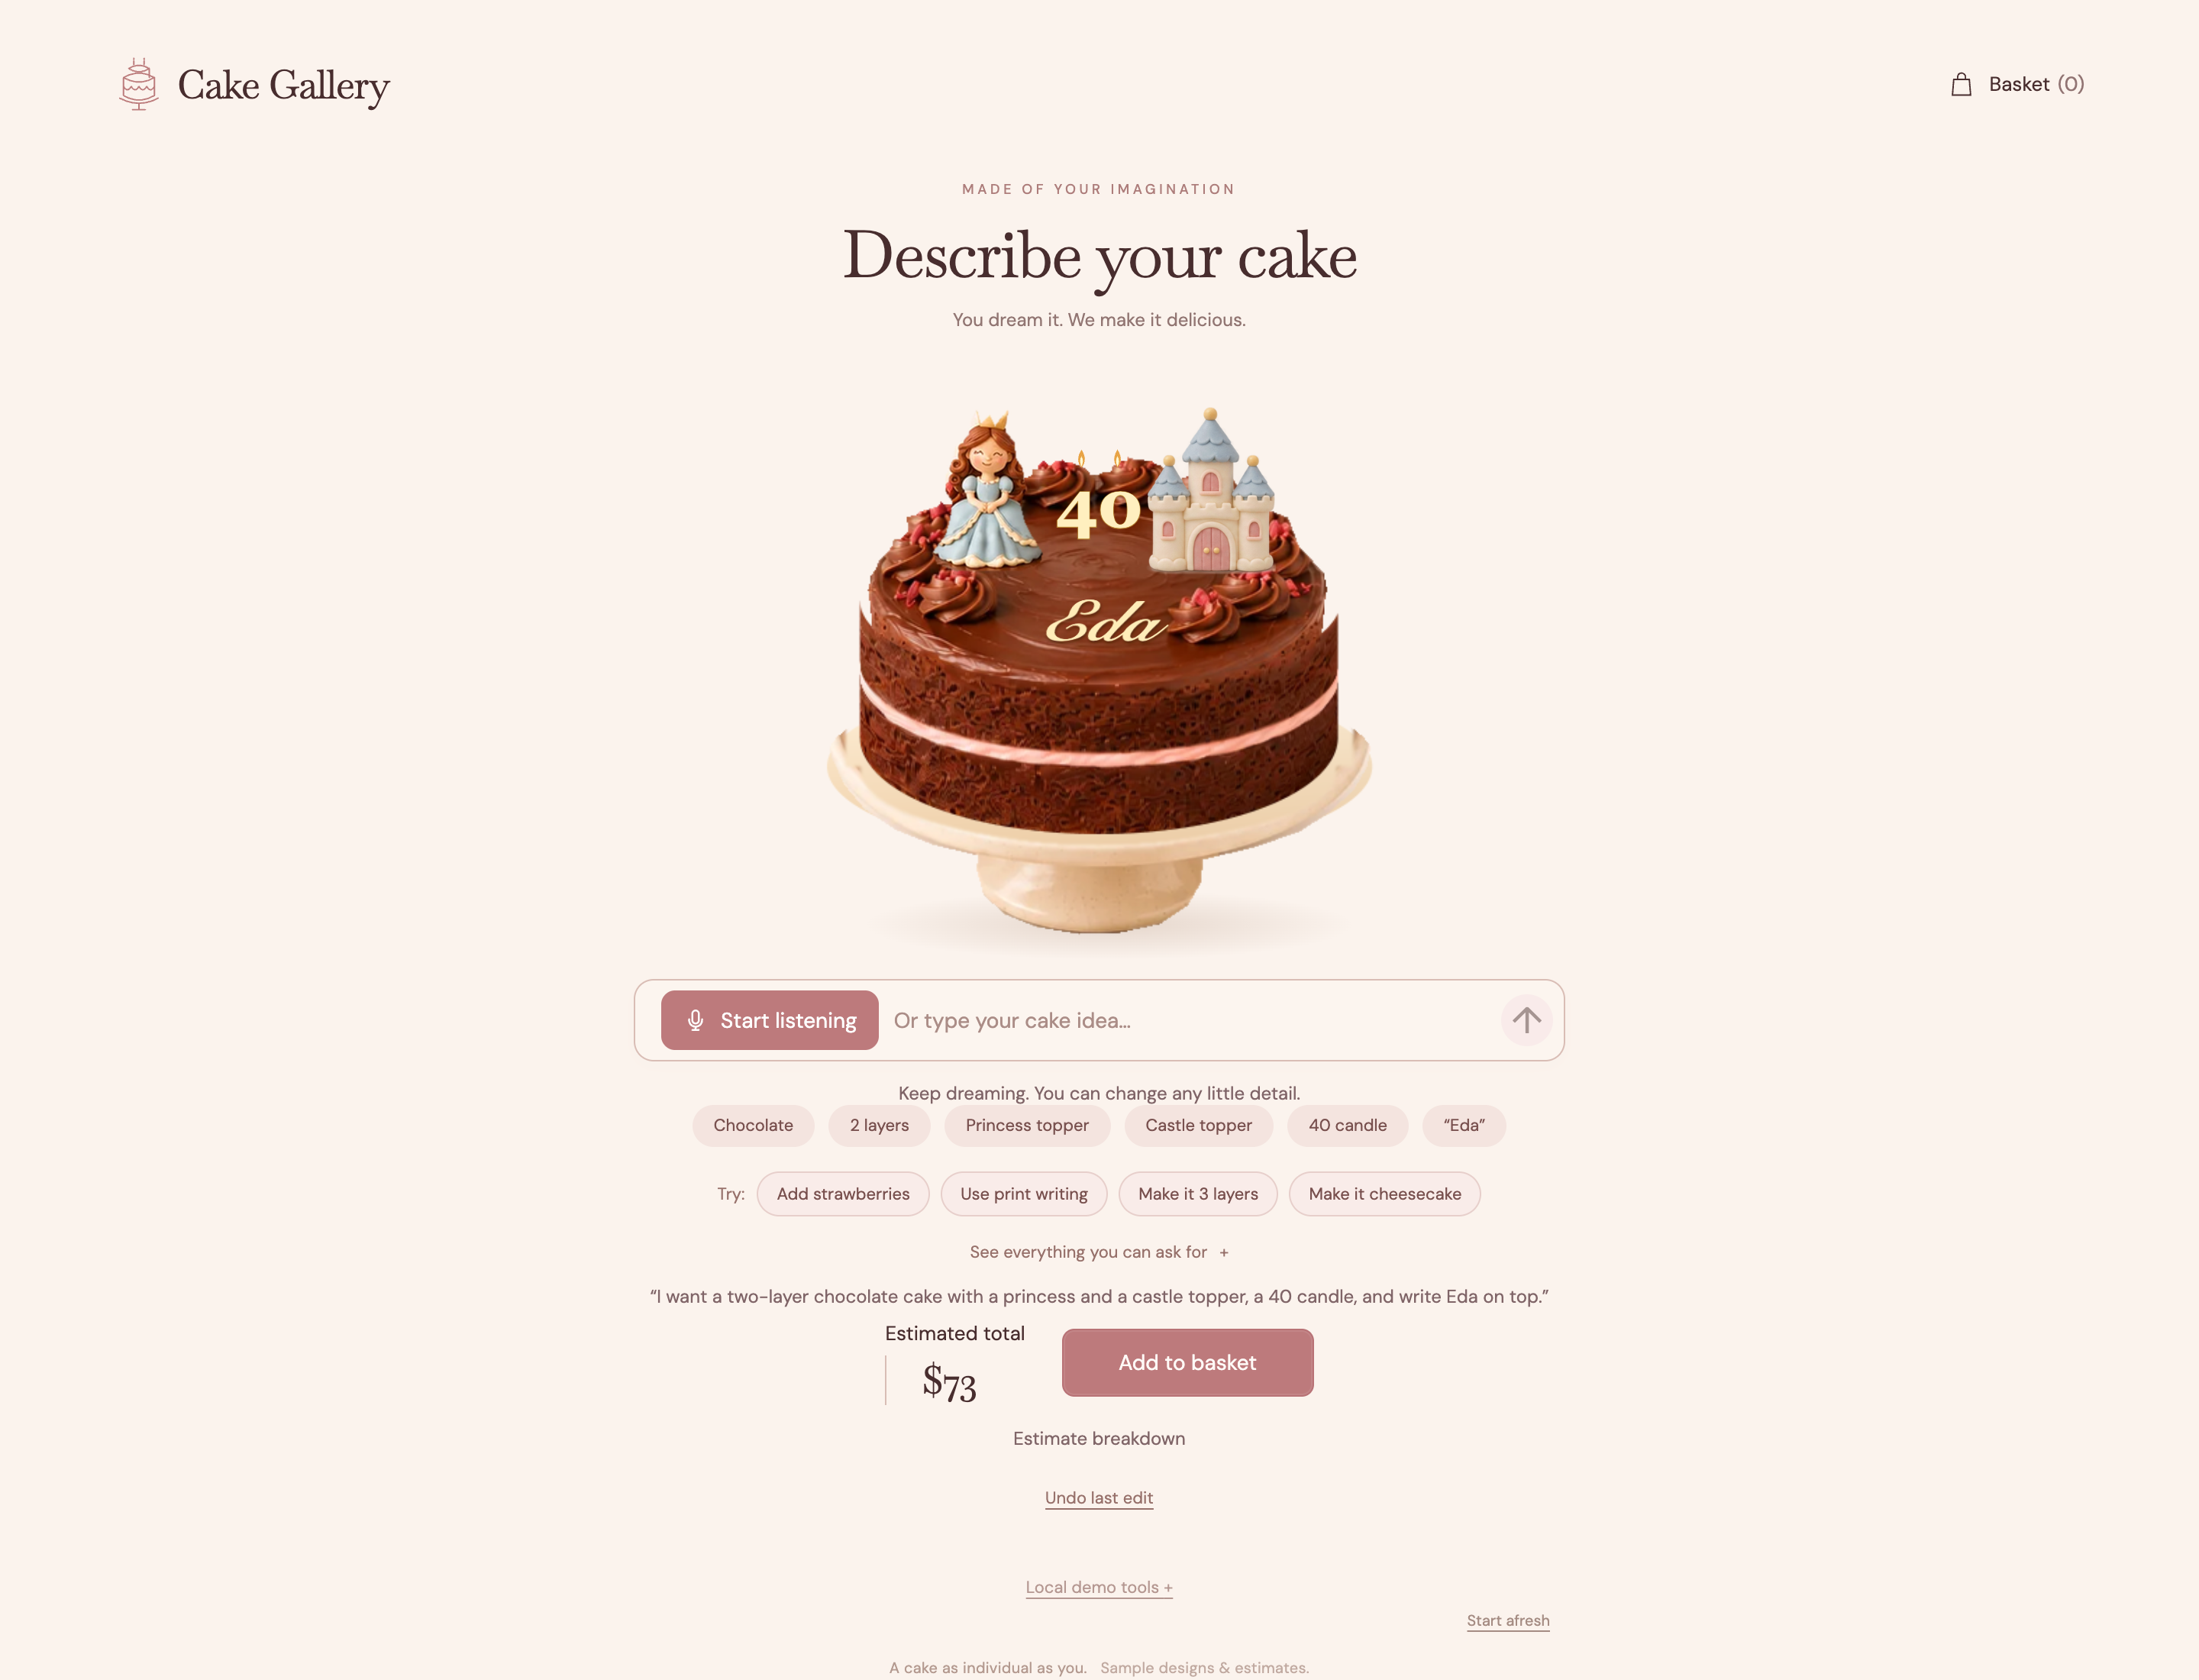 Cake Gallery
Basket (0)
MADE OF YOUR IMAGINATION
Describe your cake
You dream it. We make it delicious.
40
Eda
Start listening
Or type your cake idea...
Keep dreaming. You can change any little detail.
Chocolate
2 layers
Princess topper
Castle topper
40 candle
“Eda”
Try:
Add strawberries
Use print writing
Make it 3 layers
Make it cheesecake
See everything you can ask for +
“I want a two-layer chocolate cake with a princess and a castle topper, a 40 candle, and write Eda on top.”
Estimated total
$73
Add to basket
Estimate breakdown
Undo last edit
Local demo tools +
Start afresh
A cake as individual as you. Sample designs & estimates.